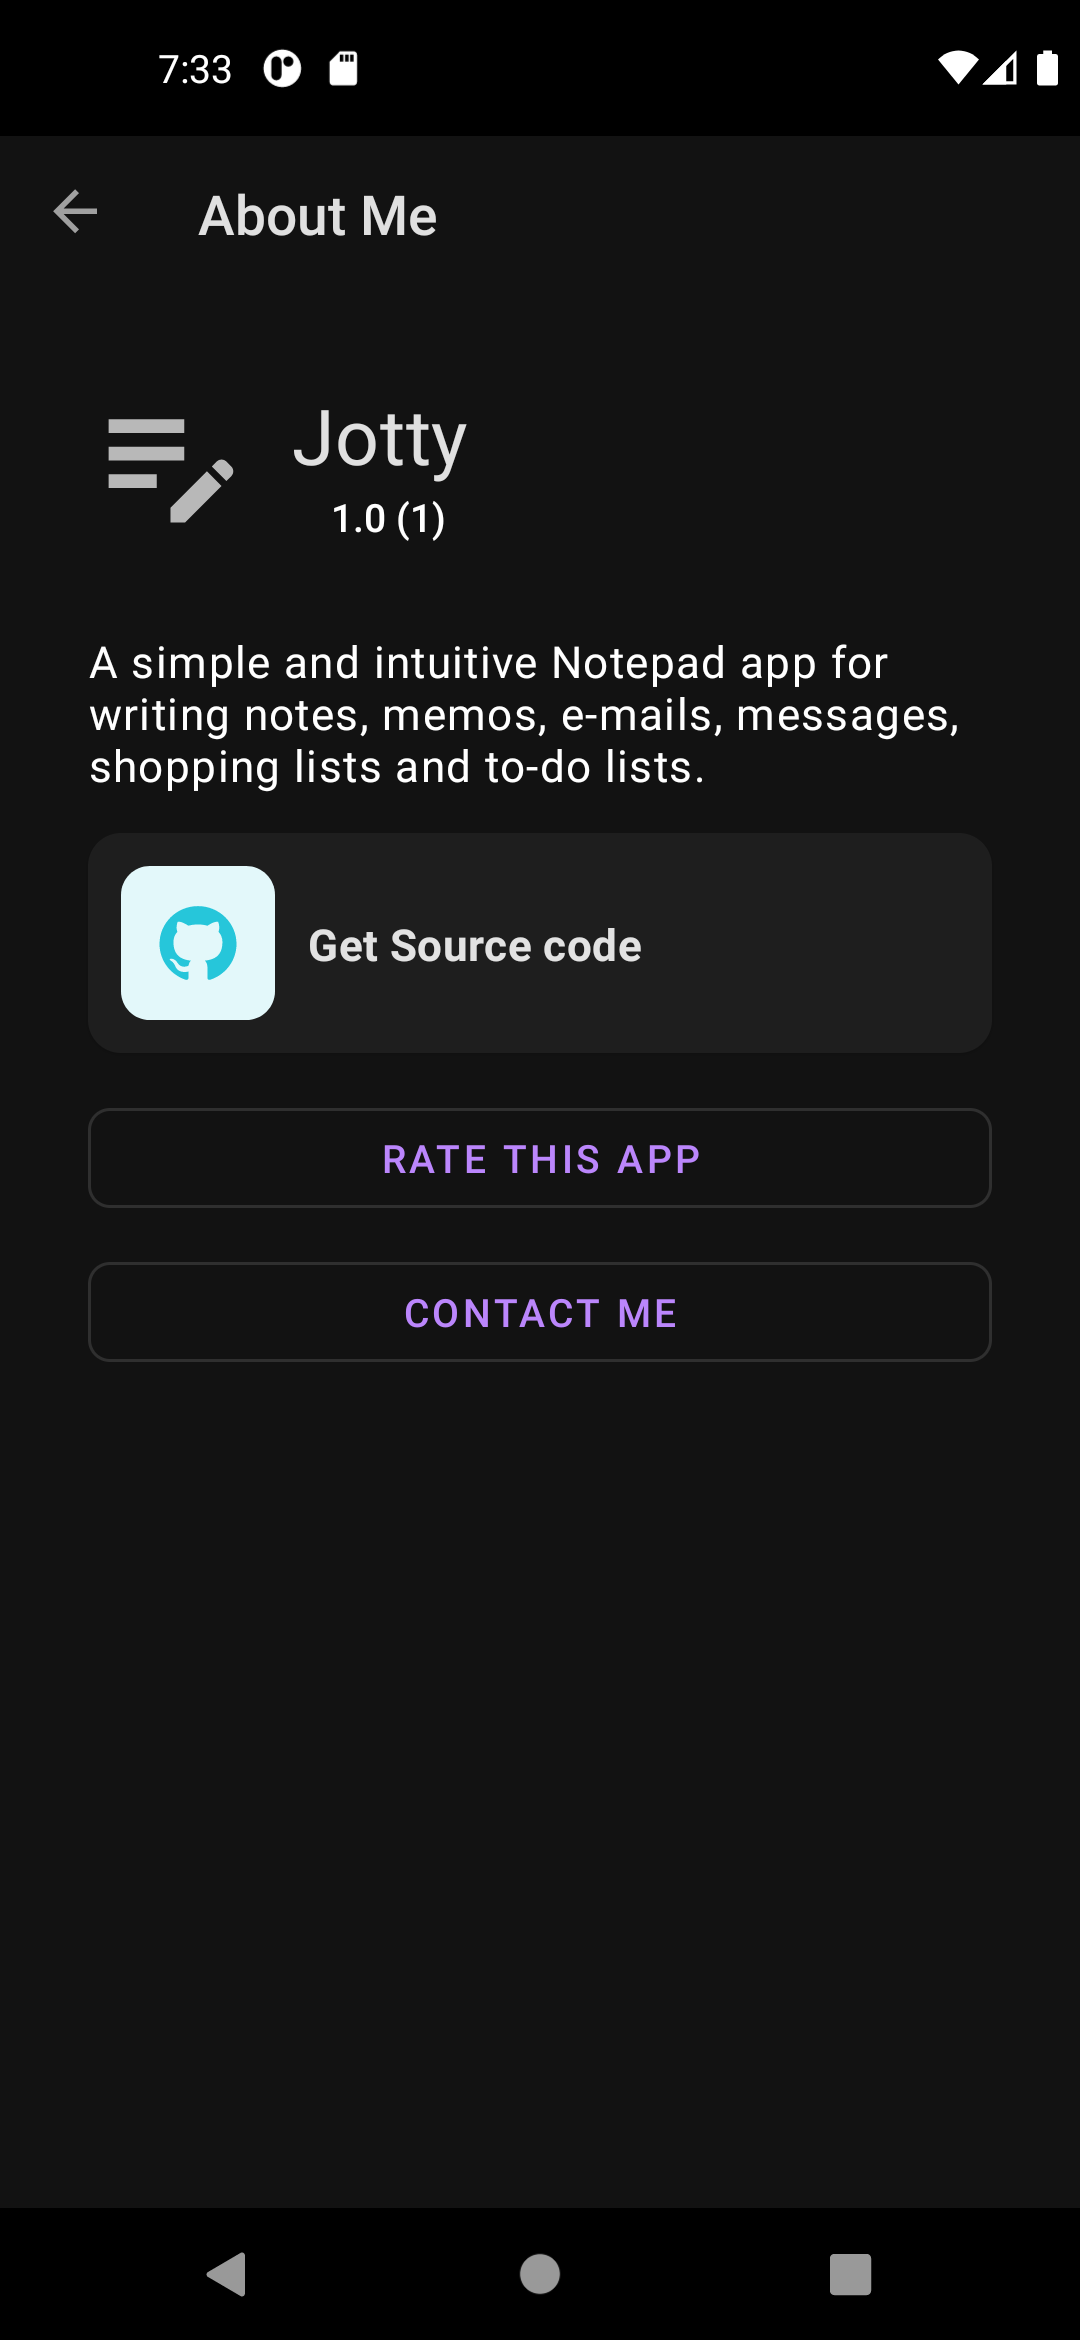 7:33
About Me
Jotty
1.0 (1)
A simple and intuitive Notepad app for
writing notes, memos, e-mails, messages,
shopping lists and to-do lists.
Get Source code
RATE THIS APP
CONTACT ME